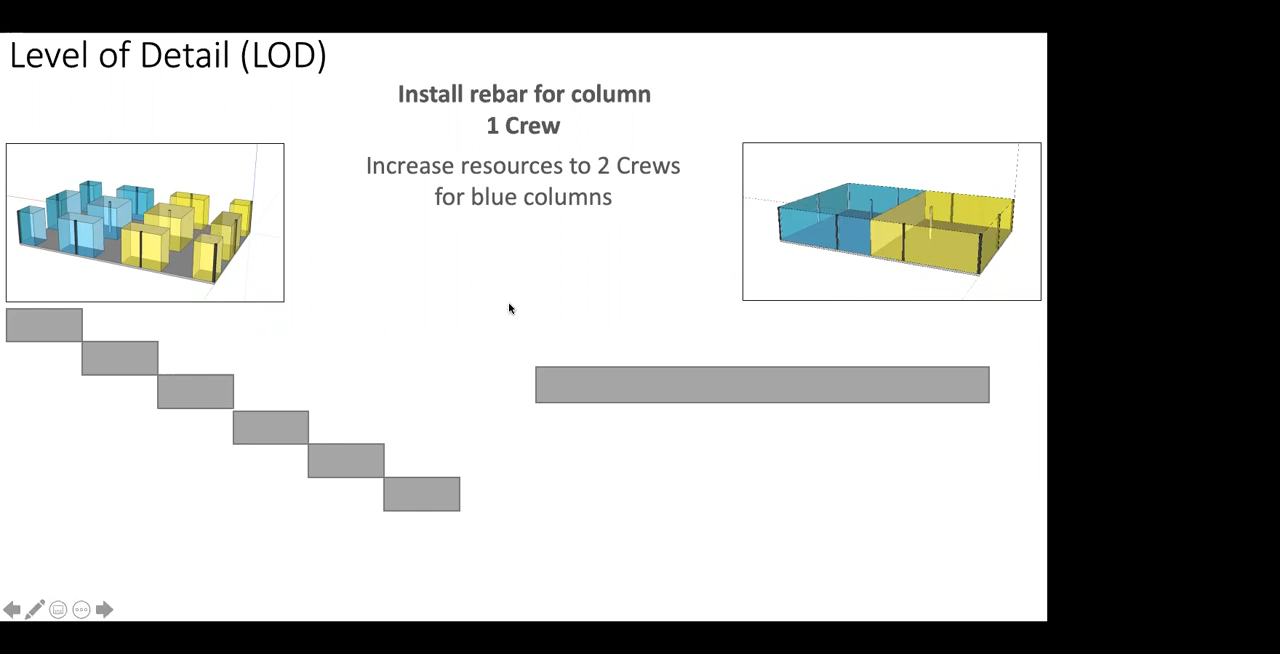 Level of Detail (LOD)
Install rebar for column
1 Crew
Increase resources to 2 Crews
for blue columns